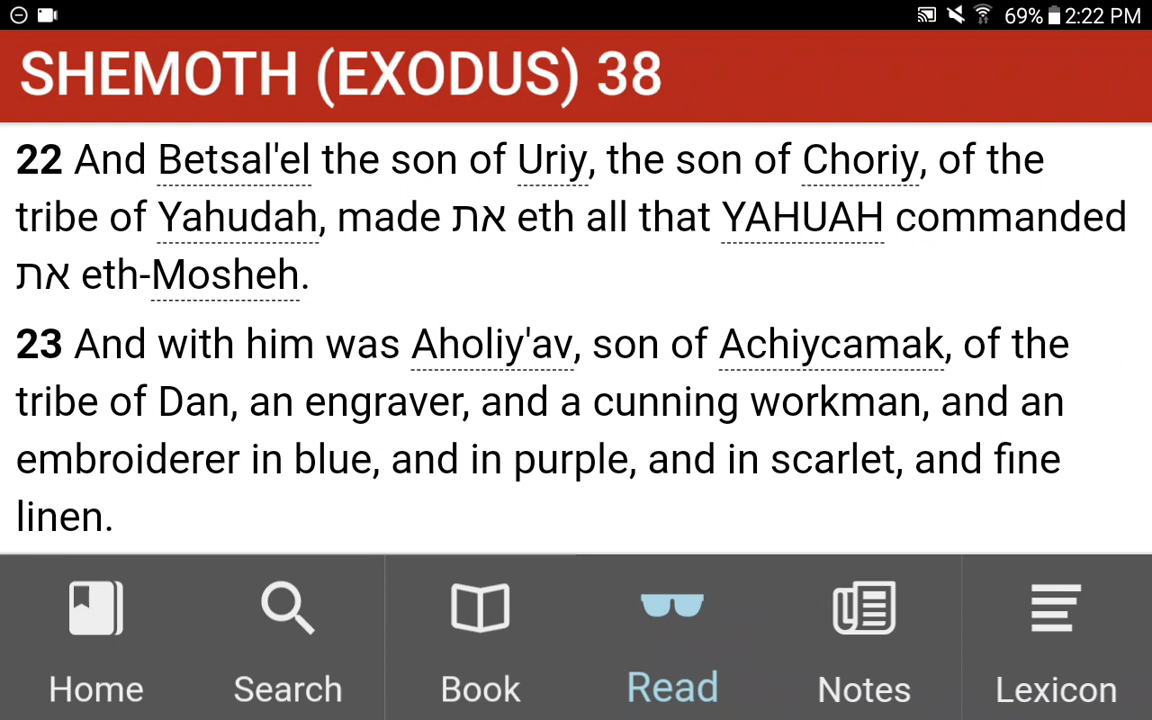 69% 2:22 PM
SHEMOTH (EXODUS) 38
22 And Betsal'el the son of Uriy, the son of Choriy, of the
tribe of Yahudah, made את eth all that YAHUAH commanded
את eth-Mosheh.
23 And with him was Aholiy'av, son of Achiycamak, of the
tribe of Dan, an engraver, and a cunning workman, and an
embroiderer in blue, and in purple, and in scarlet, and fine
linen.
Home Search Book Read Notes Lexicon